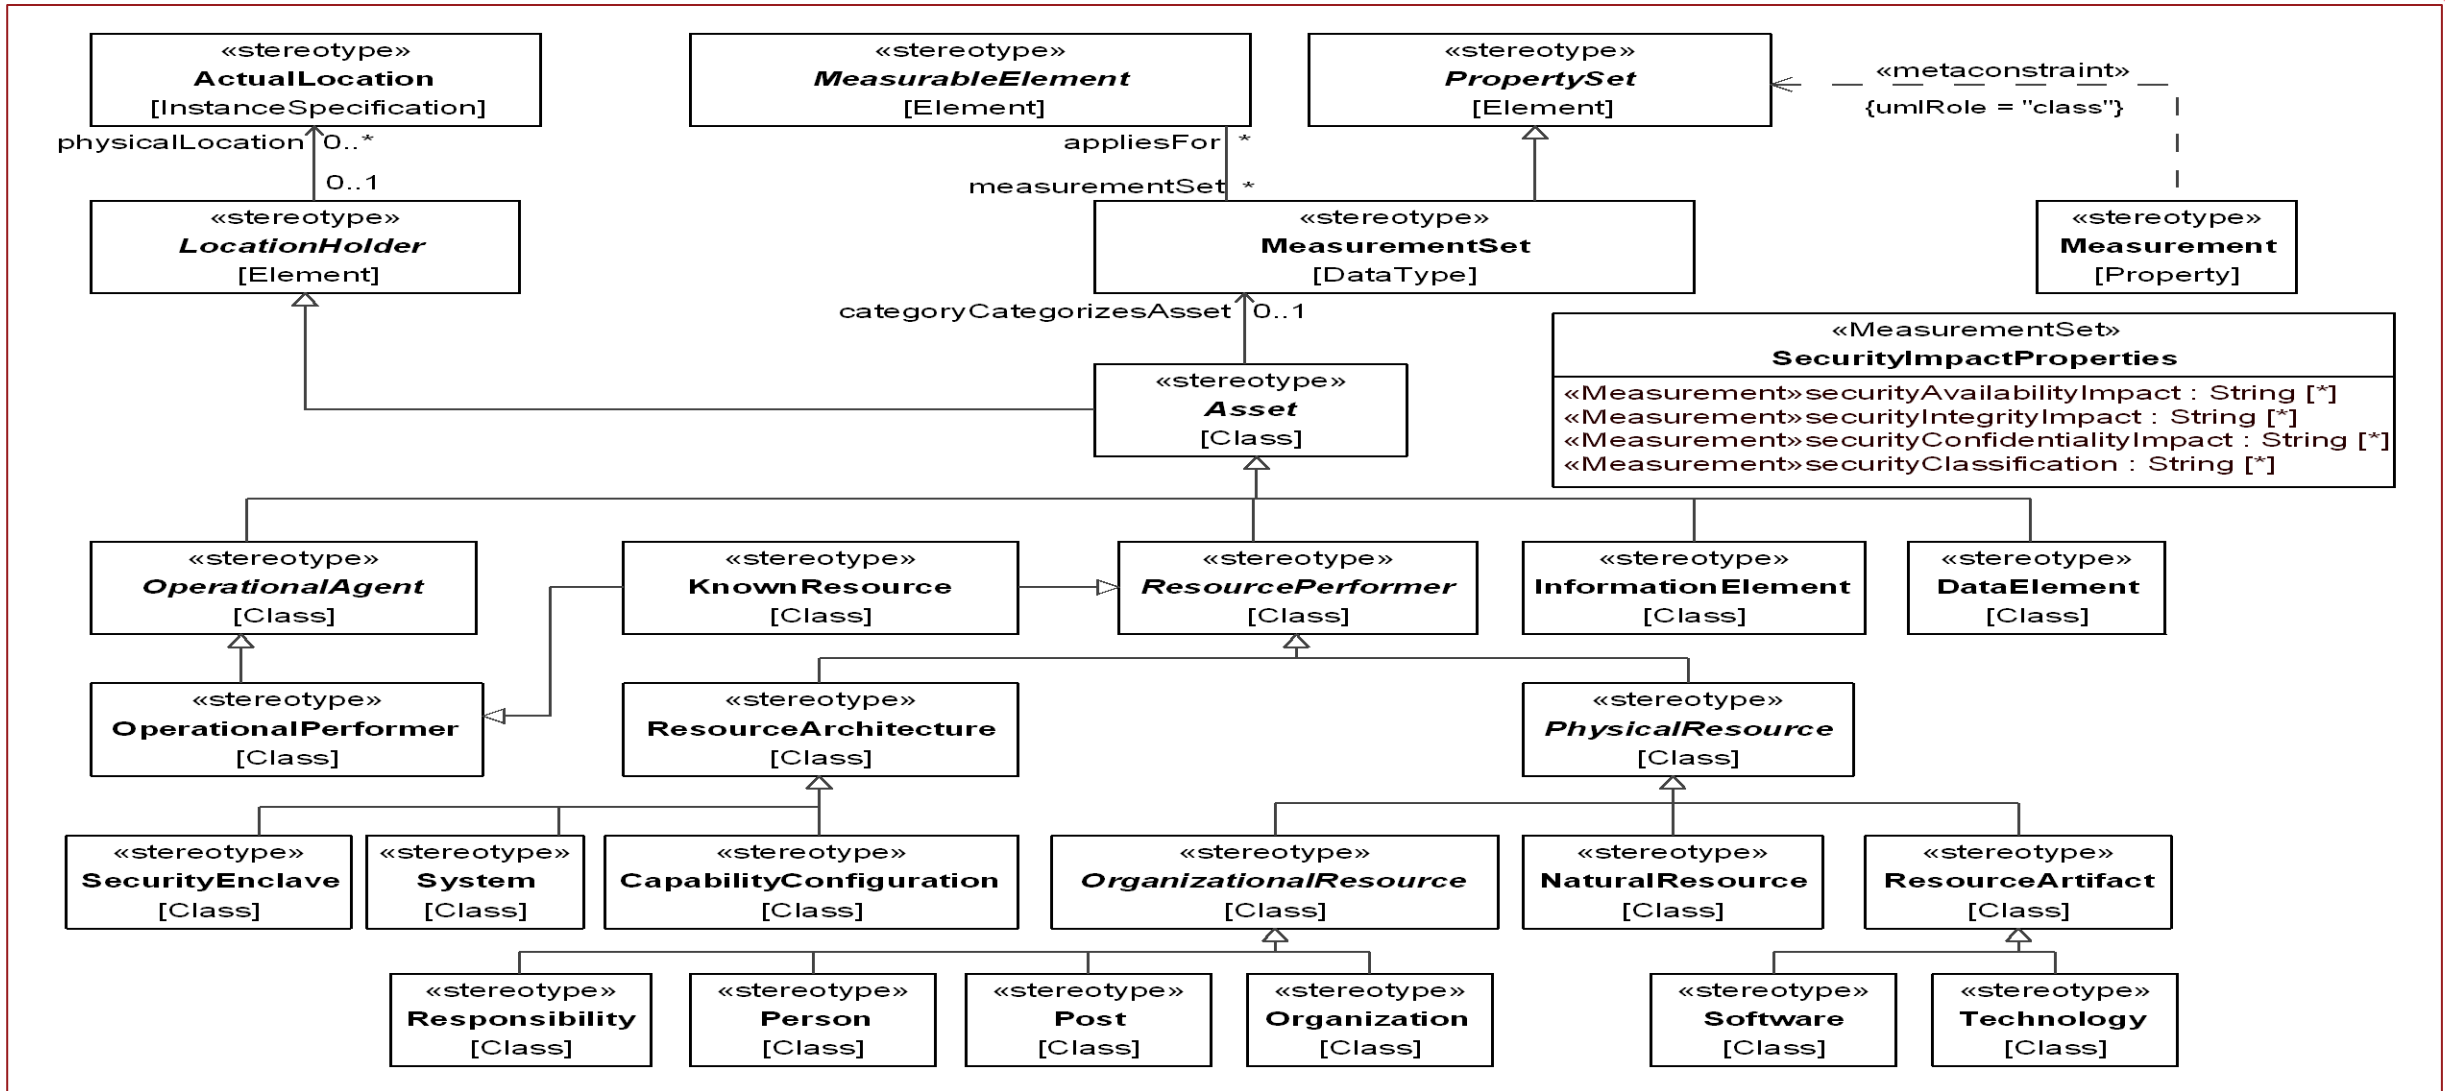 «stereotype»
ActualLocation
[InstanceSpecification]
«stereotype»
MeasurableElement
[Element]
«stereotype»
PropertySet
[Element]
«metaconstraint»
{umlRole = "class"}
physicalLocation 0..*
0..1
appliesFor *
measurementSet *
«stereotype»
LocationHolder
[Element]
«stereotype»
MeasurementSet
[DataType]
«stereotype»
Measurement
[Property]
categoryCategorizesAsset 0..1
«MeasurementSet»
SecurityImpactProperties
«Measurement»securityAvailabilityImpact : String [*]
«Measurement»securityIntegrityImpact : String [*]
«Measurement»securityConfidentialityImpact : String [*]
«Measurement»securityClassification : String [*]
«stereotype»
Asset
[Class]
«stereotype»
OperationalAgent
[Class]
«stereotype»
KnownResource
[Class]
«stereotype»
ResourcePerformer
[Class]
«stereotype»
InformationElement
[Class]
«stereotype»
DataElement
[Class]
«stereotype»
OperationalPerformer
[Class]
«stereotype»
ResourceArchitecture
[Class]
«stereotype»
PhysicalResource
[Class]
«stereotype»
SecurityEnclave
[Class]
«stereotype»
System
[Class]
«stereotype»
CapabilityConfiguration
[Class]
«stereotype»
OrganizationalResource
[Class]
«stereotype»
NaturalResource
[Class]
«stereotype»
ResourceArtifact
[Class]
«stereotype»
Responsibility
[Class]
«stereotype»
Person
[Class]
«stereotype»
Post
[Class]
«stereotype»
Organization
[Class]
«stereotype»
Software
[Class]
«stereotype»
Technology
[Class]